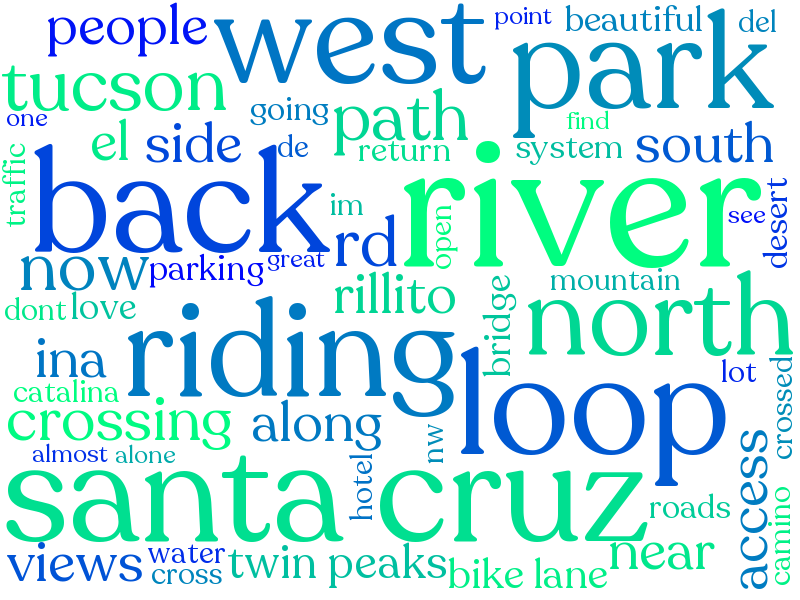 people
west
point
beautiful
del
park
tucson
one
going
path
find
el
side
de
return
system
south
traffic
back
river
im
rd
open
see
desert
now
parking
great
dont
love
rillito
bridge
mountain
north
ina
riding
loop
lot
crossed
catalina
crossing
along
almost
alone
hotel
nw
access
santa cruz
roads
camino
views
water
cross
twin peaks
bike lane
near